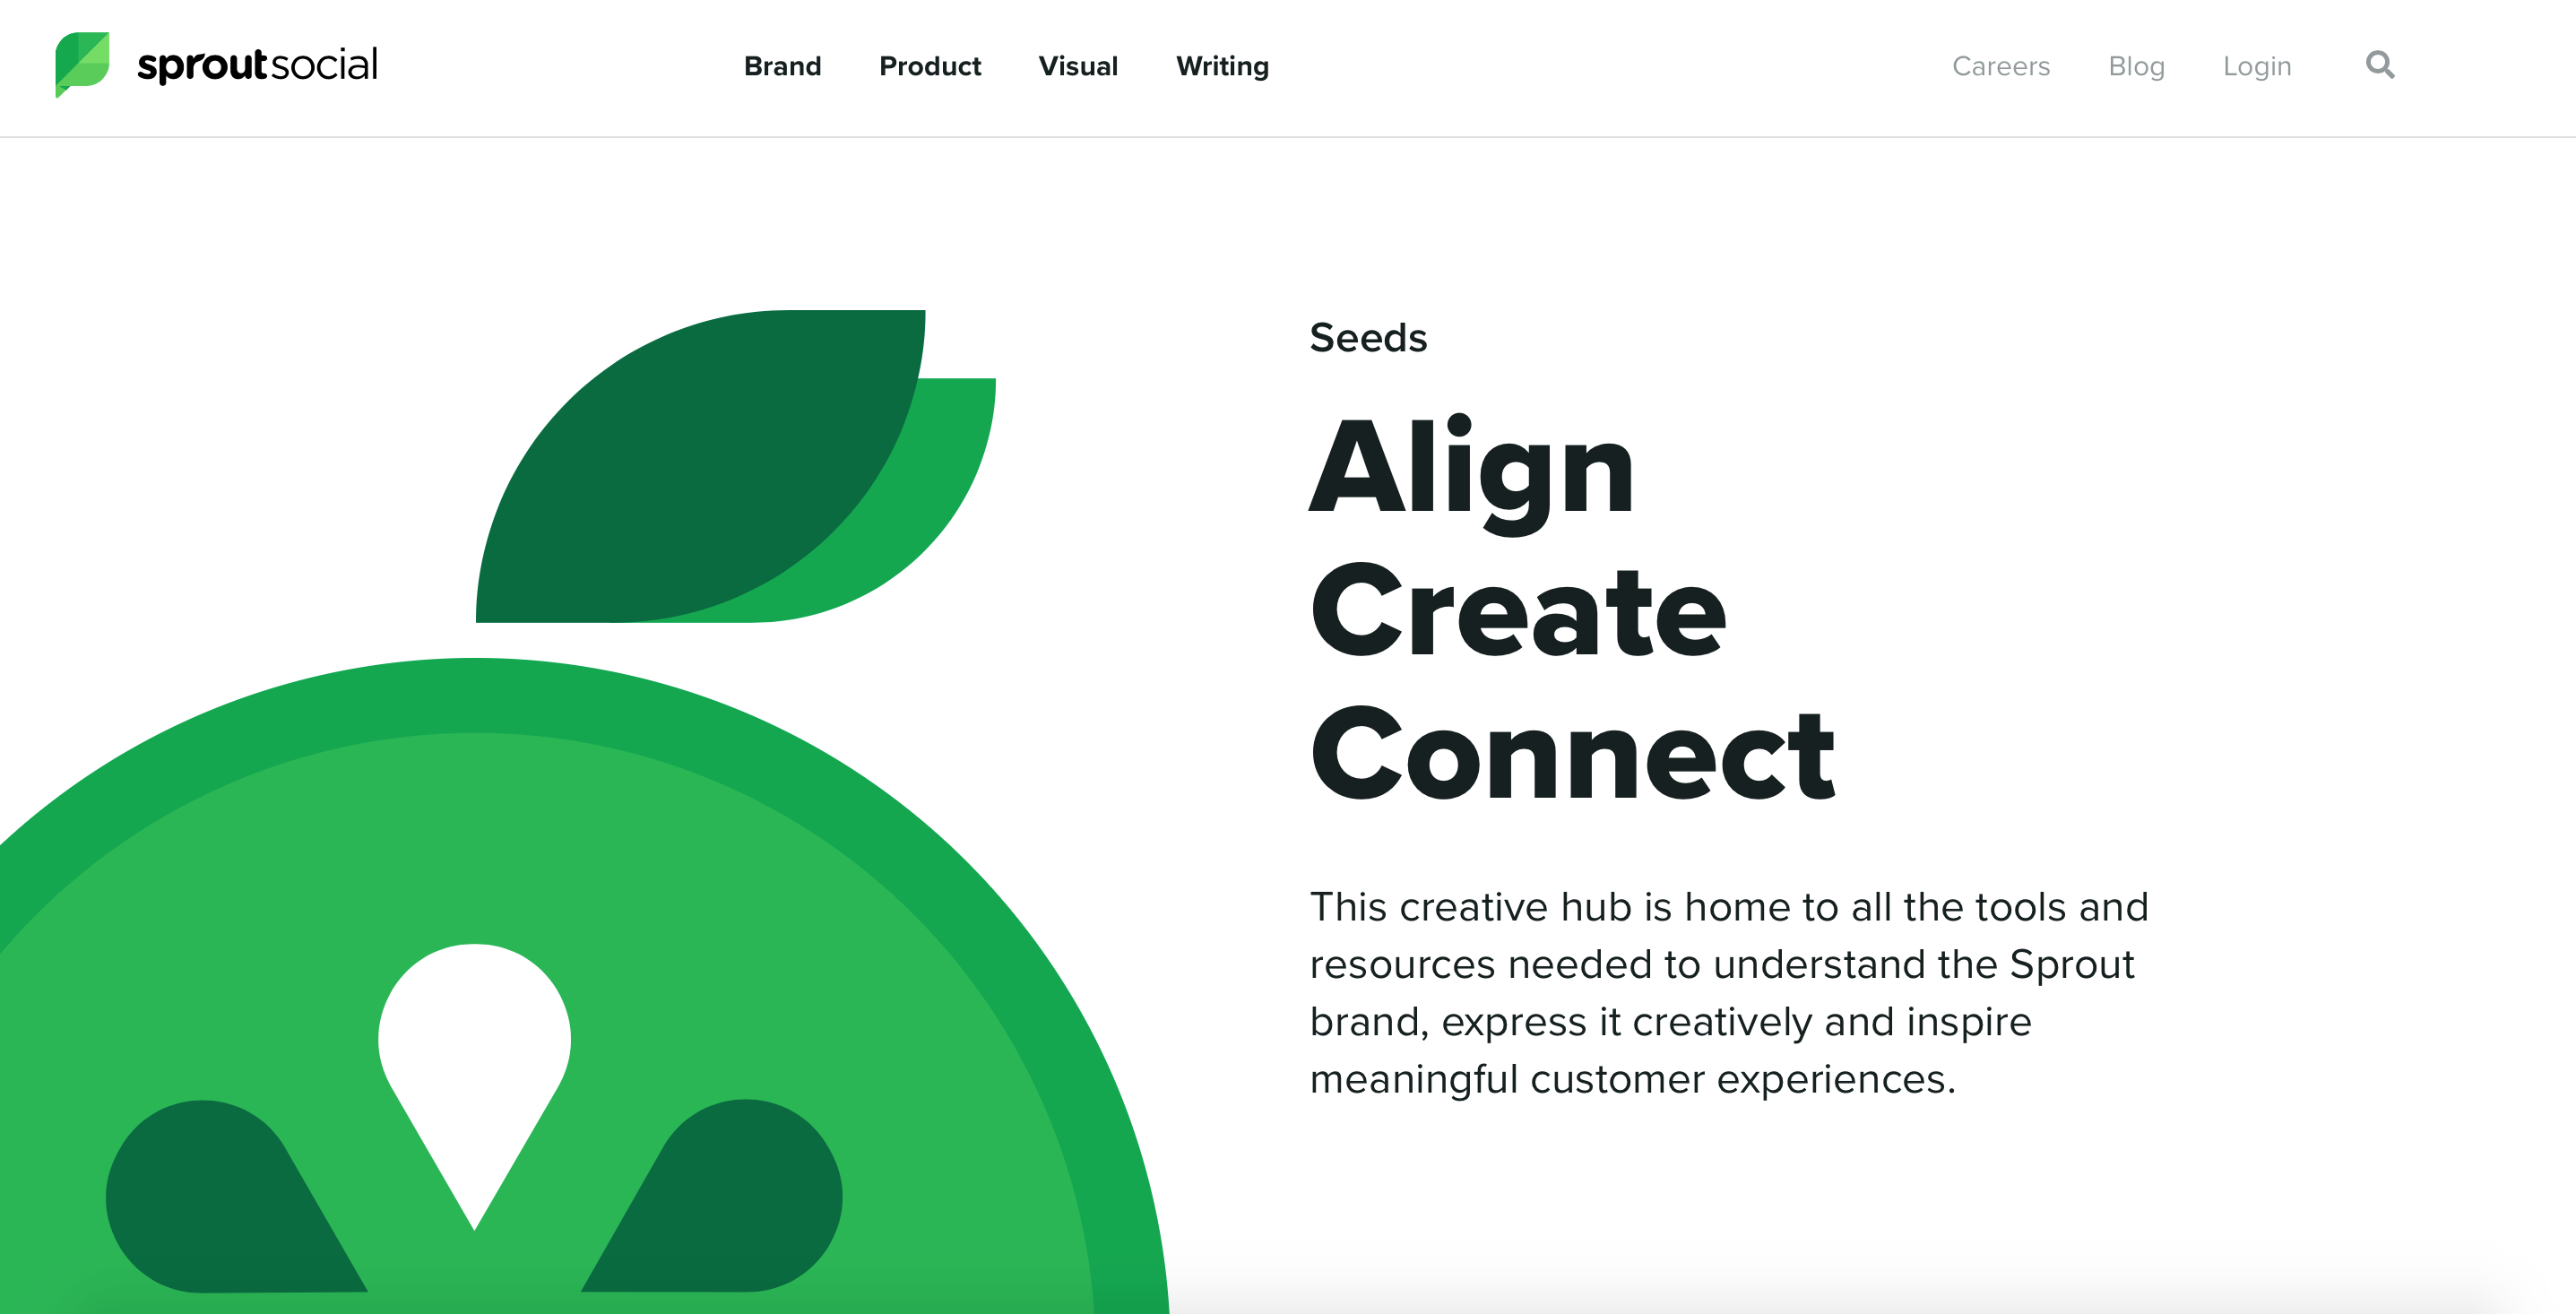 sproutsocial
Brand Product Visual Writing
Careers Blog Login
Seeds
Align
Create
Connect
This creative hub is home to all the tools and
resources needed to understand the Sprout
brand, express it creatively and inspire
meaningful customer experiences.